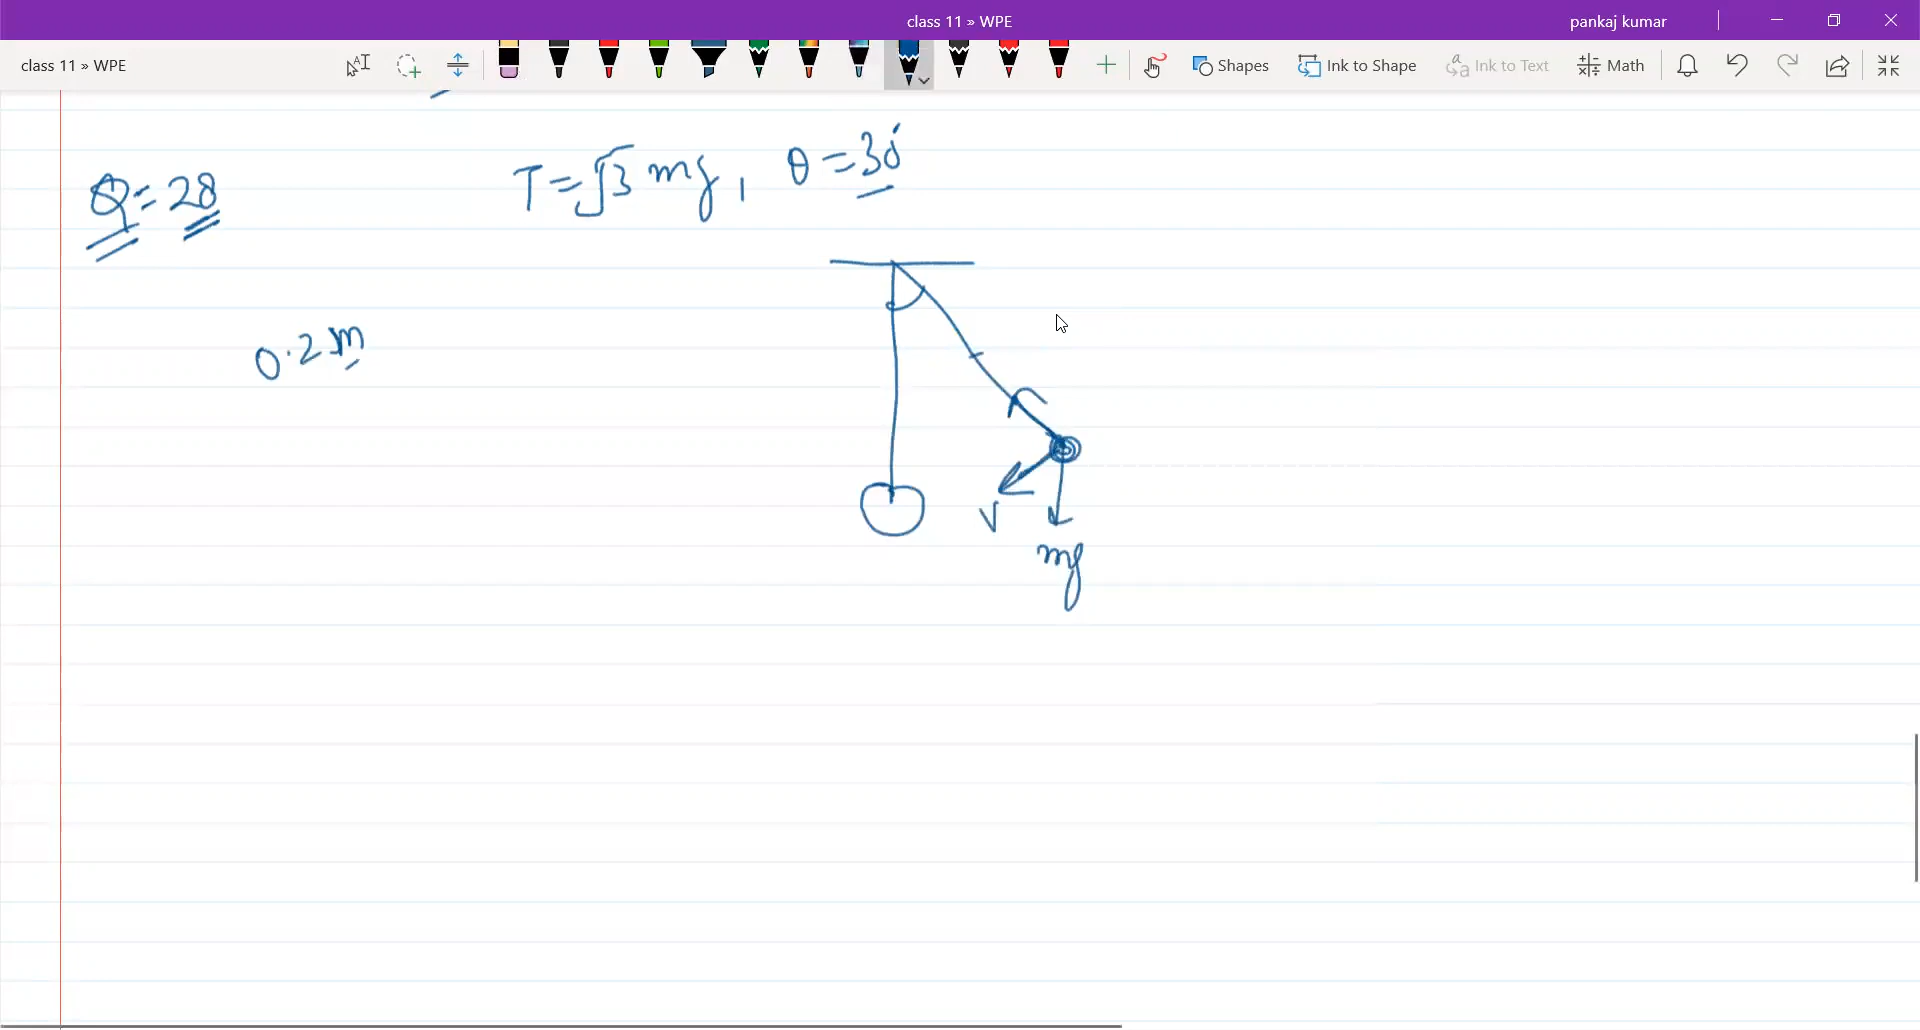 class 11 » WPE
pankaj kumar
class 11 » WPE
Shapes
Ink to Shape
Ink to Text
Math
Q = 28
T = √3 mg, θ = 30°
0.2 m
V
mg